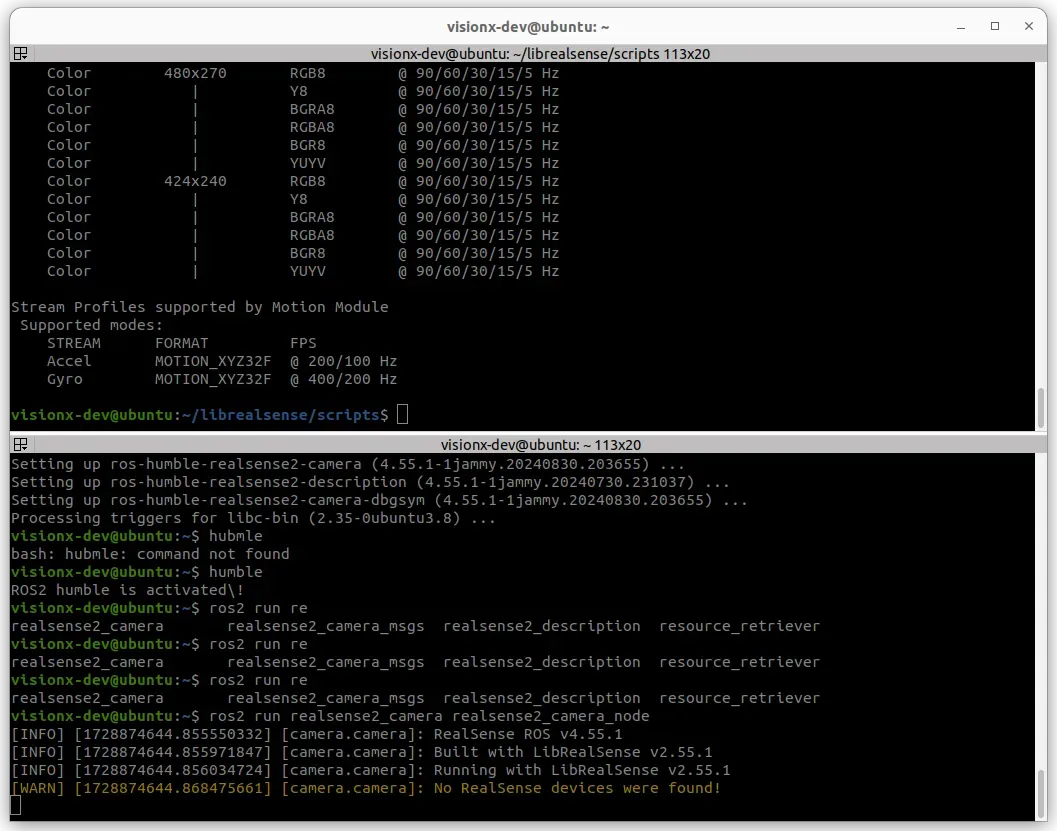 visionx-dev@ubuntu: ~
visionx-dev@ubuntu: ~/librealsense/scripts 113x20
Color 480x270 RGB8 @ 90/60/30/15/5 Hz
Color | Y8 @ 90/60/30/15/5 Hz
Color | BGRA8 @ 90/60/30/15/5 Hz
Color | RGBA8 @ 90/60/30/15/5 Hz
Color | BGR8 @ 90/60/30/15/5 Hz
Color | YUYV @ 90/60/30/15/5 Hz
Color 424x240 RGB8 @ 90/60/30/15/5 Hz
Color | Y8 @ 90/60/30/15/5 Hz
Color | BGRA8 @ 90/60/30/15/5 Hz
Color | RGBA8 @ 90/60/30/15/5 Hz
Color | BGR8 @ 90/60/30/15/5 Hz
Color | YUYV @ 90/60/30/15/5 Hz
Stream Profiles supported by Motion Module
Supported modes:
STREAM FORMAT FPS
Accel MOTION_XYZ32F @ 200/100 Hz
Gyro MOTION_XYZ32F @ 400/200 Hz
visionx-dev@ubuntu:~/librealsense/scripts$
visionx-dev@ubuntu: ~ 113x20
Setting up ros-humble-realsense2-camera (4.55.1-1jammy.20240830.203655) ...
Setting up ros-humble-realsense2-description (4.55.1-1jammy.20240730.231037) ...
Setting up ros-humble-realsense2-camera-dbgsym (4.55.1-1jammy.20240830.203655) ...
Processing triggers for libc-bin (2.35-0ubuntu3.8) ...
visionx-dev@ubuntu:~$ hubmle
bash: hubmle: command not found
visionx-dev@ubuntu:~$ humble
ROS2 humble is activated\!
visionx-dev@ubuntu:~$ ros2 run re
realsense2_camera realsense2_camera_msgs realsense2_description resource_retriever
visionx-dev@ubuntu:~$ ros2 run re
realsense2_camera realsense2_camera_msgs realsense2_description resource_retriever
visionx-dev@ubuntu:~$ ros2 run re
realsense2_camera realsense2_camera_msgs realsense2_description resource_retriever
visionx-dev@ubuntu:~$ ros2 run realsense2_camera realsense2_camera_node
[INFO] [1728874644.855550332] [camera.camera]: RealSense ROS v4.55.1
[INFO] [1728874644.855971847] [camera.camera]: Built with LibRealSense v2.55.1
[INFO] [1728874644.856034724] [camera.camera]: Running with LibRealSense v2.55.1
[WARN] [1728874644.868475661] [camera.camera]: No RealSense devices were found!